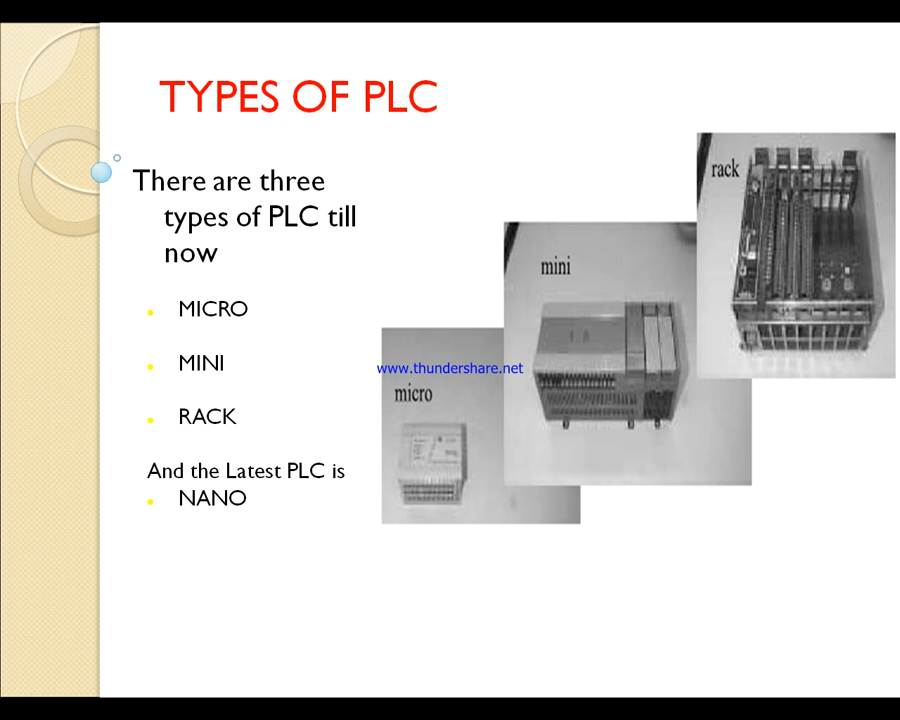 TYPES OF PLC
There are three
types of PLC till
now
MICRO
MINI
RACK
And the Latest PLC is
NANO
rack
mini
www.thundershare.net
micro